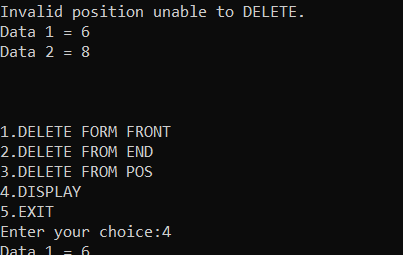 Invalid position unable to DELETE.
Data 1 = 6
Data 2 = 8
1.DELETE FORM FRONT
2.DELETE FROM END
3.DELETE FROM POS
4.DISPLAY
5.EXIT
Enter your choice:4
Data 1 = 6